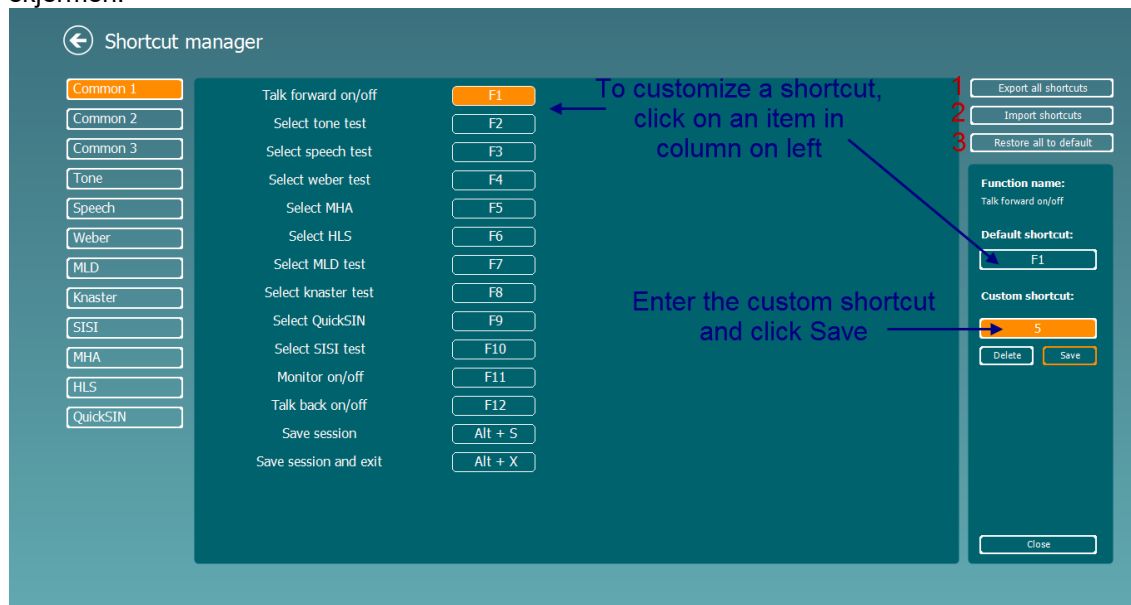 skjermen.
Shortcut manager
Common 1
Common 2
Common 3
Tone
Speech
Weber
MLD
Knaster
SISI
MHA
HLS
QuickSIN
Talk forward on/off F1
Select tone test F2
Select speech test F3
Select weber test F4
Select MHA F5
Select HLS F6
Select MLD test F7
Select knaster test F8
Select QuickSIN F9
Select SISI test F10
Monitor on/off F11
Talk back on/off F12
Save session Alt + S
Save session and exit Alt + X
To customize a shortcut,
click on an item in
column on left
Enter the custom shortcut
and click Save
1 Export all shortcuts
2 Import shortcuts
3 Restore all to default
Function name:
Talk forward on/off
Default shortcut:
F1
Custom shortcut:
5
Delete Save
Close